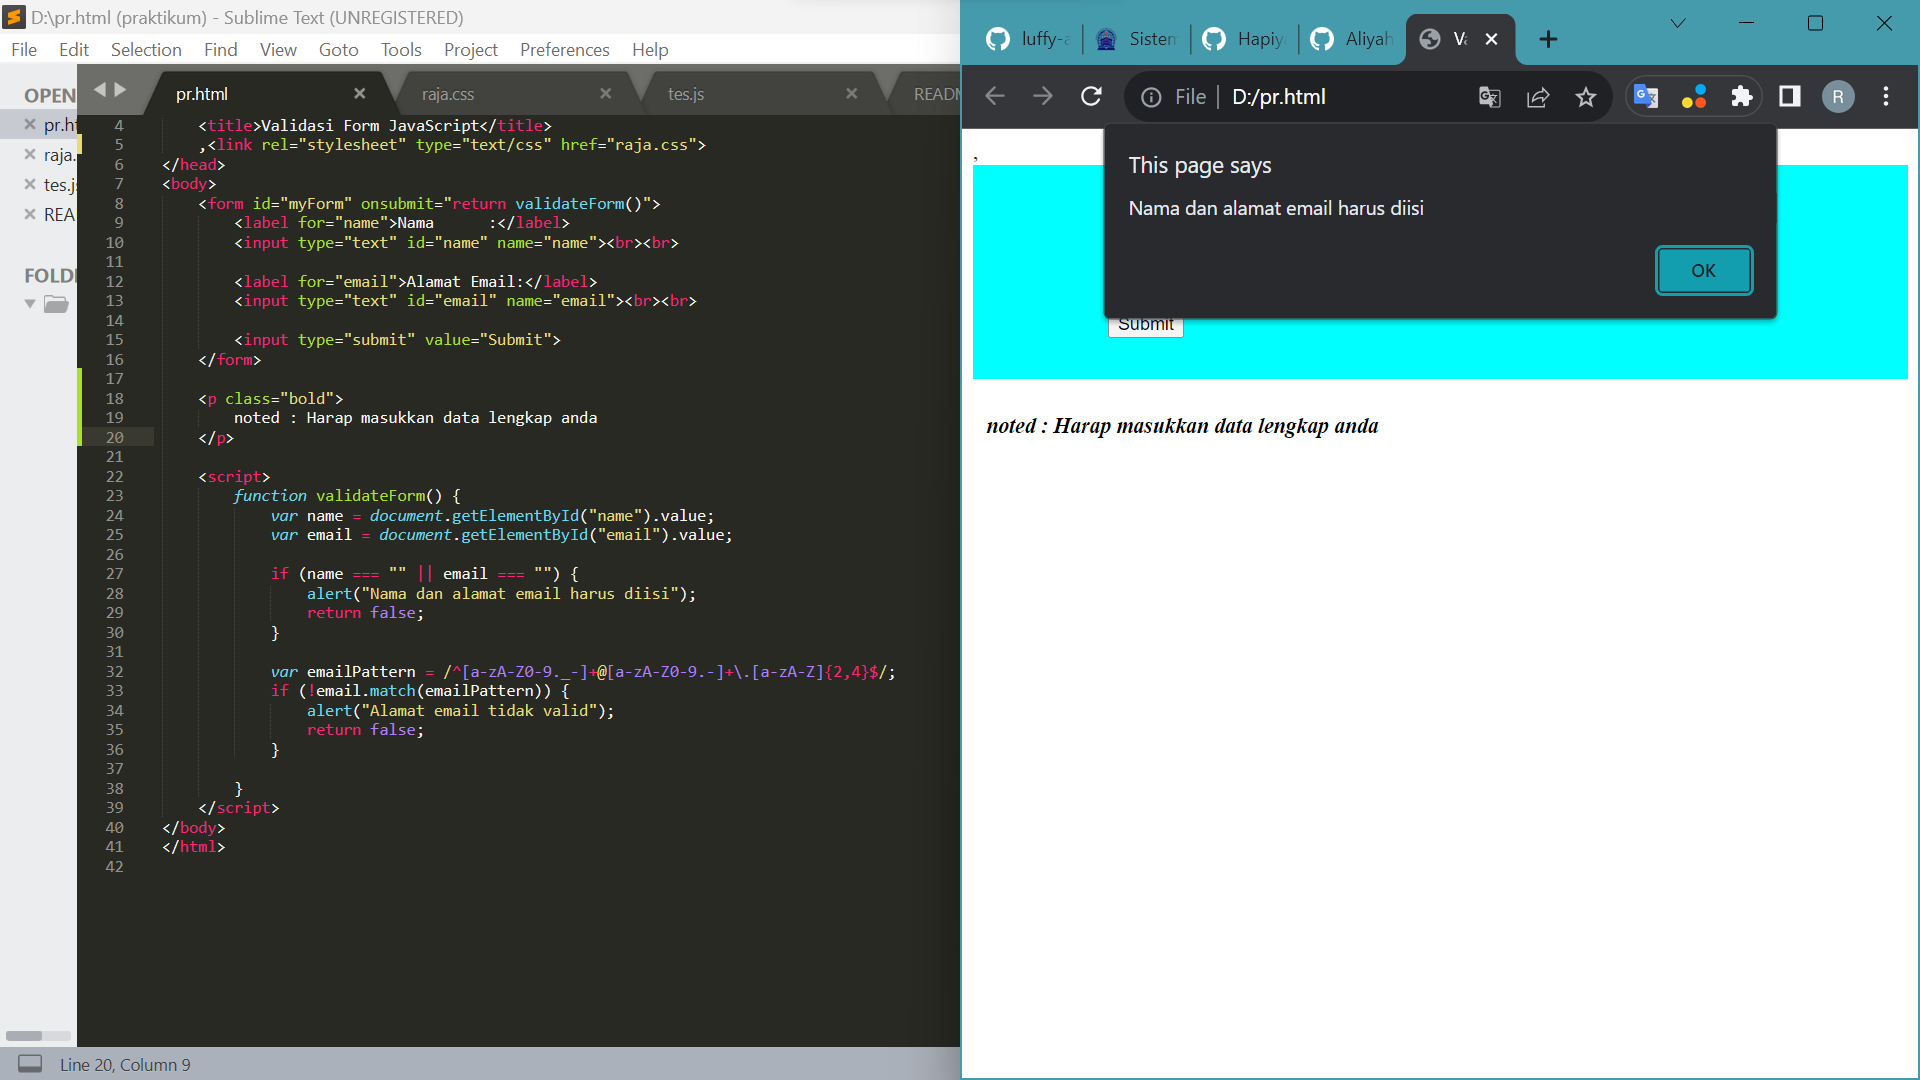 D:\pr.html (praktikum) - Sublime Text (UNREGISTERED)
File Edit Selection Find View Goto Tools Project Preferences Help
OPEN
pr.h
raja.
tes.j
REA
FOLD
pr.html
raja.css
tes.js
READM
4 <title>Validasi Form JavaScript</title>
5 ,<link rel="stylesheet" type="text/css" href="raja.css">
6 </head>
7 <body>
8 <form id="myForm" onsubmit="return validateForm()">
9 <label for="name">Nama      :</label>
10 <input type="text" id="name" name="name"><br><br>
11
12 <label for="email">Alamat Email:</label>
13 <input type="text" id="email" name="email"><br><br>
14
15 <input type="submit" value="Submit">
16 </form>
17
18 <p class="bold">
19 noted : Harap masukkan data lengkap anda
20 </p>
21
22 <script>
23 function validateForm() {
24 var name = document.getElementById("name").value;
25 var email = document.getElementById("email").value;
26
27 if (name === "" || email === "") {
28 alert("Nama dan alamat email harus diisi");
29 return false;
30 }
31
32 var emailPattern = /^[a-zA-Z0-9._-]+@[a-zA-Z0-9.-]+\.[a-zA-Z]{2,4}$/;
33 if (!email.match(emailPattern)) {
34 alert("Alamat email tidak valid");
35 return false;
36 }
37
38 }
39 </script>
40 </body>
41 </html>
42
Line 20, Column 9
luffy-a
Sistem
Hapiy
Aliyah
Va
File D:/pr.html
R
,
This page says
Nama dan alamat email harus diisi
OK
Submit
noted : Harap masukkan data lengkap anda